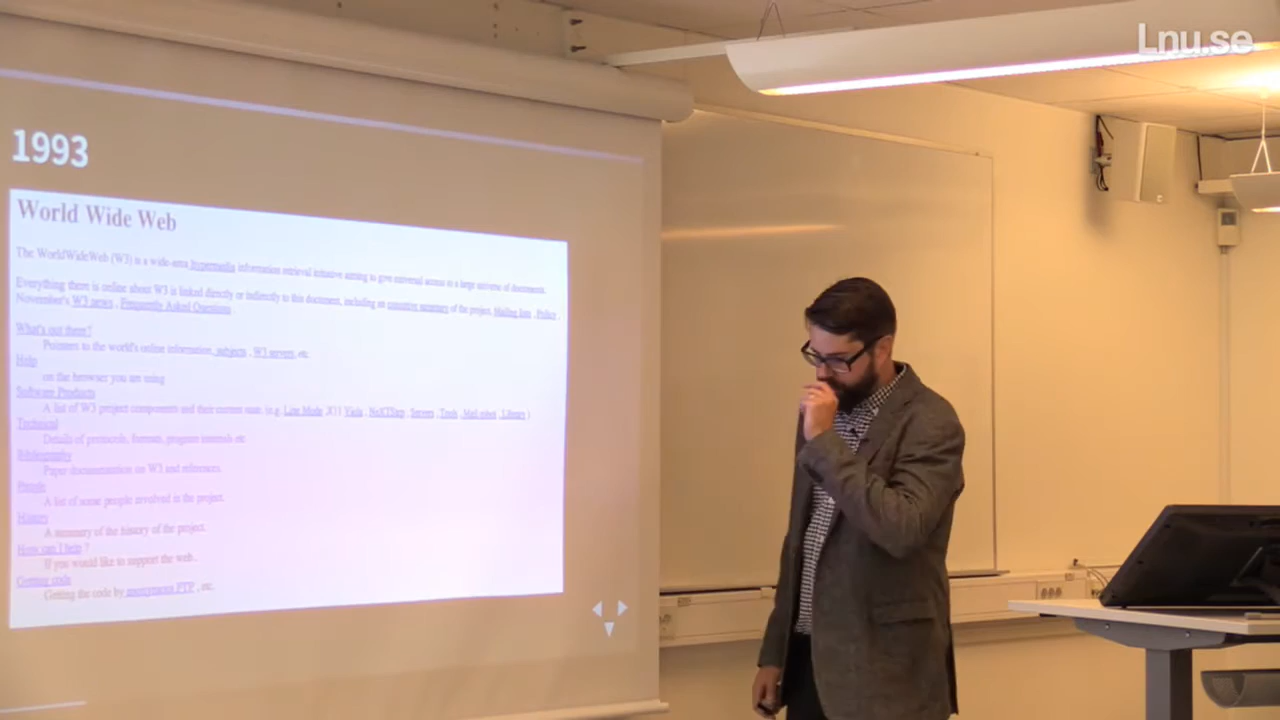 Lnu.se
1993
World Wide Web
The WorldWideWeb (W3) is a wide-area hypermedia information retrieval initiative aiming to give universal access to a large universe of documents.
Everything there is online about W3 is linked directly or indirectly to this document, including an executive summary of the project, Mailing lists , Policy ,
November's W3 news , Frequently Asked Questions .
What's out there?
Pointers to the world's online information, subjects , W3 servers, etc.
Help
on the browser you are using
Software Products
A list of W3 project components and their current state. (e.g. Line Mode ,X11 Viola , NeXTStep , Servers , Tools , Mail robot , Library )
Technical
Details of protocols, formats, program internals etc
Bibliography
Paper documentation on W3 and references.
People
A list of some people involved in the project.
History
A summary of the history of the project.
How can I help ?
If you would like to support the web..
Getting code
Getting the code by anonymous FTP , etc.